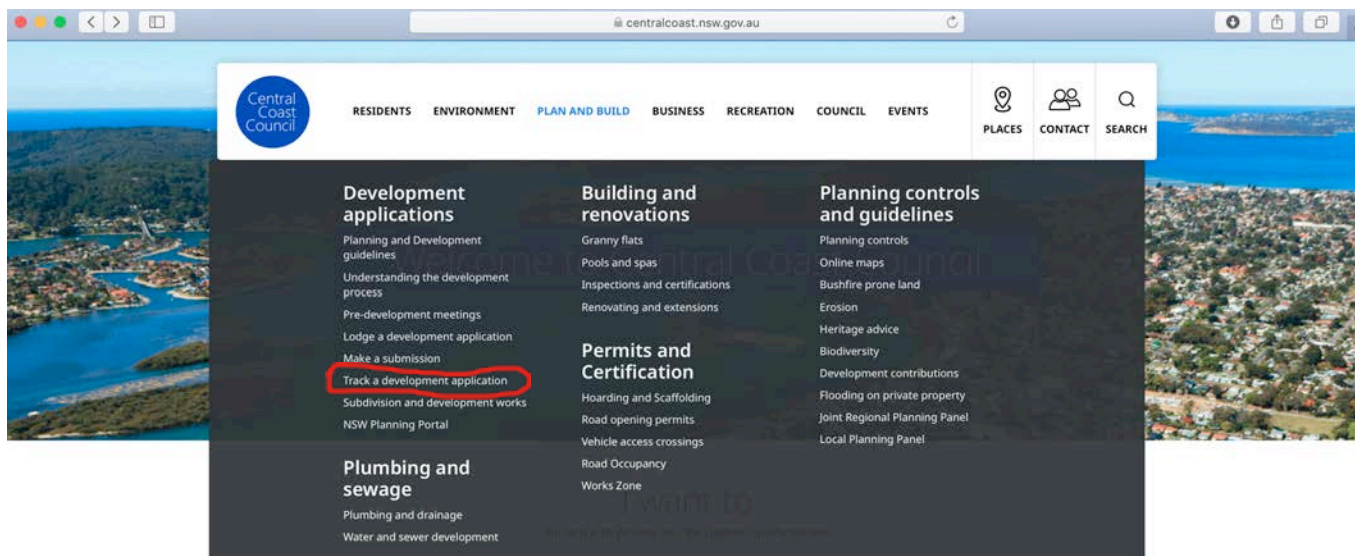 centralcoast.nsw.gov.au
Central
Coast
Council
RESIDENTS ENVIRONMENT PLAN AND BUILD BUSINESS RECREATION COUNCIL EVENTS
PLACES CONTACT SEARCH
Development
applications
Planning and Development
guidelines
Understanding the development
process
Pre-development meetings
Lodge a development application
Make a submission
Track a development application
Subdivision and development works
NSW Planning Portal
Plumbing and
sewage
Plumbing and drainage
Water and sewer development
Building and
renovations
Granny flats
Pools and spas
Inspections and certifications
Renovating and extensions
Permits and
Certification
Hoarding and Scaffolding
Road opening permits
Vehicle access crossings
Road Occupancy
Works Zone
Planning controls
and guidelines
Planning controls
Online maps
Bushfire prone land
Erosion
Heritage advice
Biodiversity
Development contributions
Flooding on private property
Joint Regional Planning Panel
Local Planning Panel
Welcome to Central Coast Council
I want to